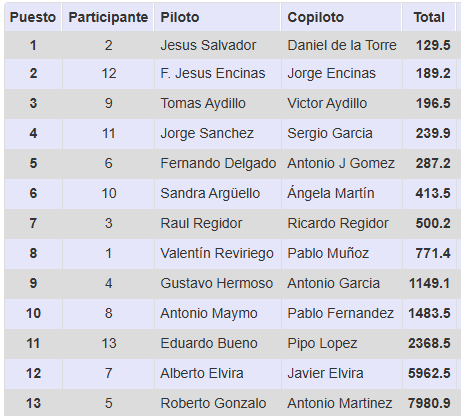 Puesto Participante Piloto Copiloto Total
1 2 Jesus Salvador Daniel de la Torre 129.5
2 12 F. Jesus Encinas Jorge Encinas 189.2
3 9 Tomas Aydillo Victor Aydillo 196.5
4 11 Jorge Sanchez Sergio Garcia 239.9
5 6 Fernando Delgado Antonio J Gomez 287.2
6 10 Sandra Argüello Ángela Martín 413.5
7 3 Raul Regidor Ricardo Regidor 500.2
8 1 Valentín Reviriego Pablo Muñoz 771.4
9 4 Gustavo Hermoso Antonio Garcia 1149.1
10 8 Antonio Maymo Pablo Fernandez 1483.5
11 13 Eduardo Bueno Pipo Lopez 2368.5
12 7 Alberto Elvira Javier Elvira 5962.5
13 5 Roberto Gonzalo Antonio Martinez 7980.9